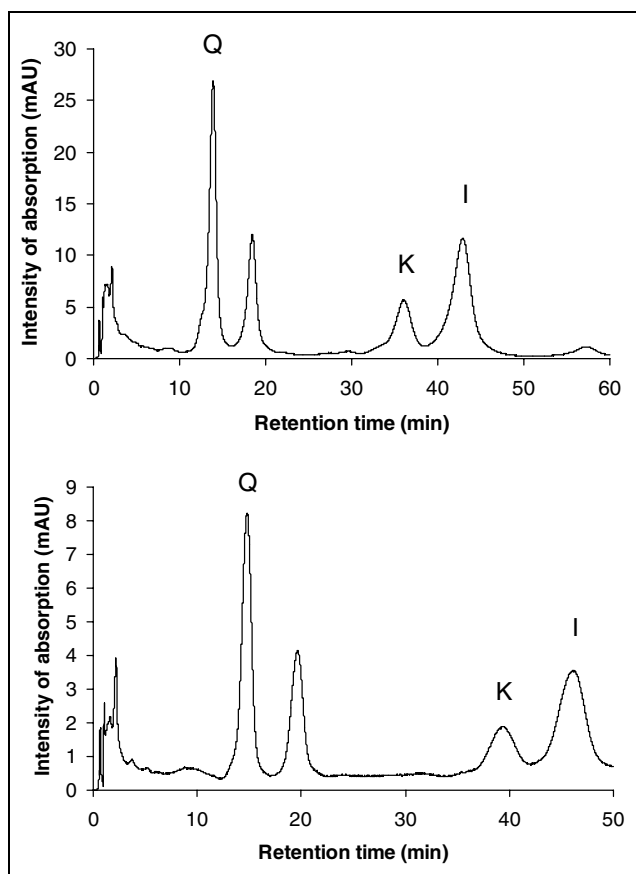 Q
K
I
Intensity of absorption (mAU)
30
25
20
15
10
5
0
0 10 20 30 40 50 60
Retention time (min)
Q
K
I
Intensity of absorption (mAU)
9
8
7
6
5
4
3
2
1
0
0 10 20 30 40 50
Retention time (min)